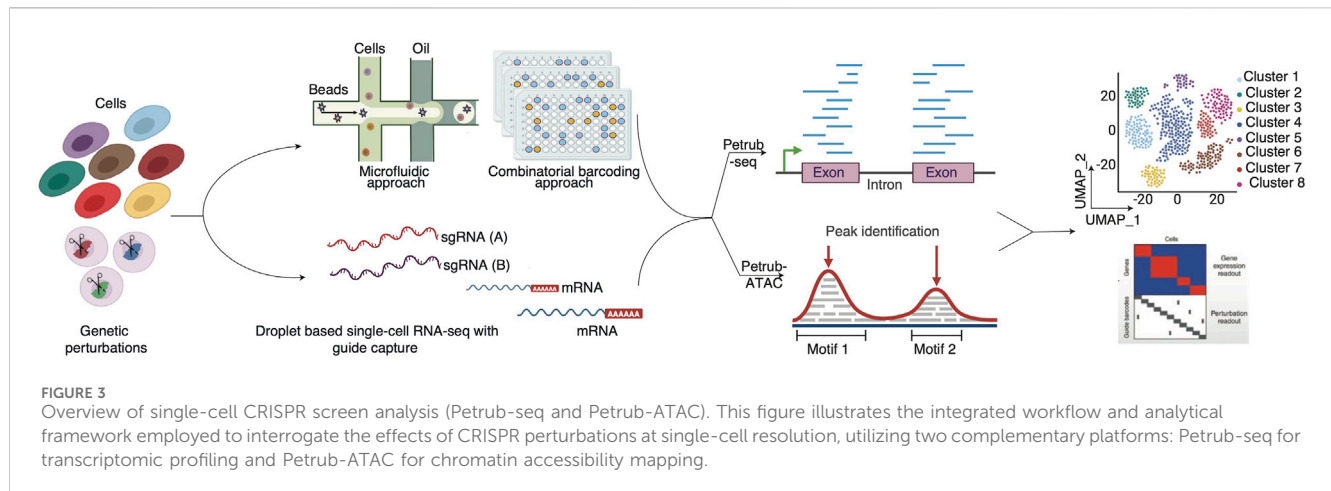 Cells
Genetic
perturbations
Cells
Oil
Beads
Microfluidic
approach
Combinatorial barcoding
approach
sgRNA (A)
sgRNA (B)
AAAAAA mRNA
AAAAAA
mRNA
Droplet based single-cell RNA-seq with
guide capture
Petrub
-seq
Exon
Intron
Exon
Petrub-
ATAC
Peak identification
Motif 1
Motif 2
UMAP_2
20
0
-20
-20
0
20
UMAP_1
Cluster 1
Cluster 2
Cluster 3
Cluster 4
Cluster 5
Cluster 6
Cluster 7
Cluster 8
Cells
Genes
Gene
expression
readout
Guide barcodes
Perturbation
readout
FIGURE 3
Overview of single-cell CRISPR screen analysis (Petrub-seq and Petrub-ATAC). This figure illustrates the integrated workflow and analytical
framework employed to interrogate the effects of CRISPR perturbations at single-cell resolution, utilizing two complementary platforms: Petrub-seq for
transcriptomic profiling and Petrub-ATAC for chromatin accessibility mapping.